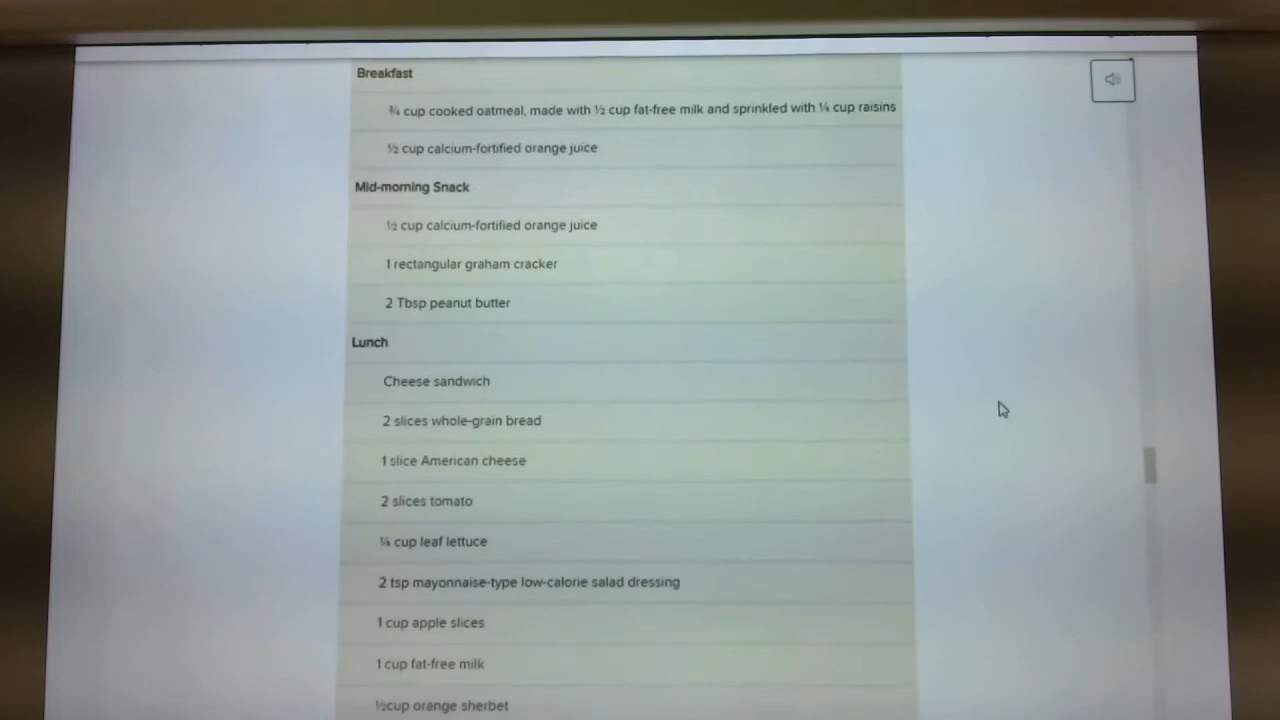 Breakfast
¾ cup cooked oatmeal, made with ½ cup fat-free milk and sprinkled with ¼ cup raisins
½ cup calcium-fortified orange juice
Mid-morning Snack
½ cup calcium-fortified orange juice
1 rectangular graham cracker
2 Tbsp peanut butter
Lunch
Cheese sandwich
2 slices whole-grain bread
1 slice American cheese
2 slices tomato
¼ cup leaf lettuce
2 tsp mayonnaise-type low-calorie salad dressing
1 cup apple slices
1 cup fat-free milk
½cup orange sherbet